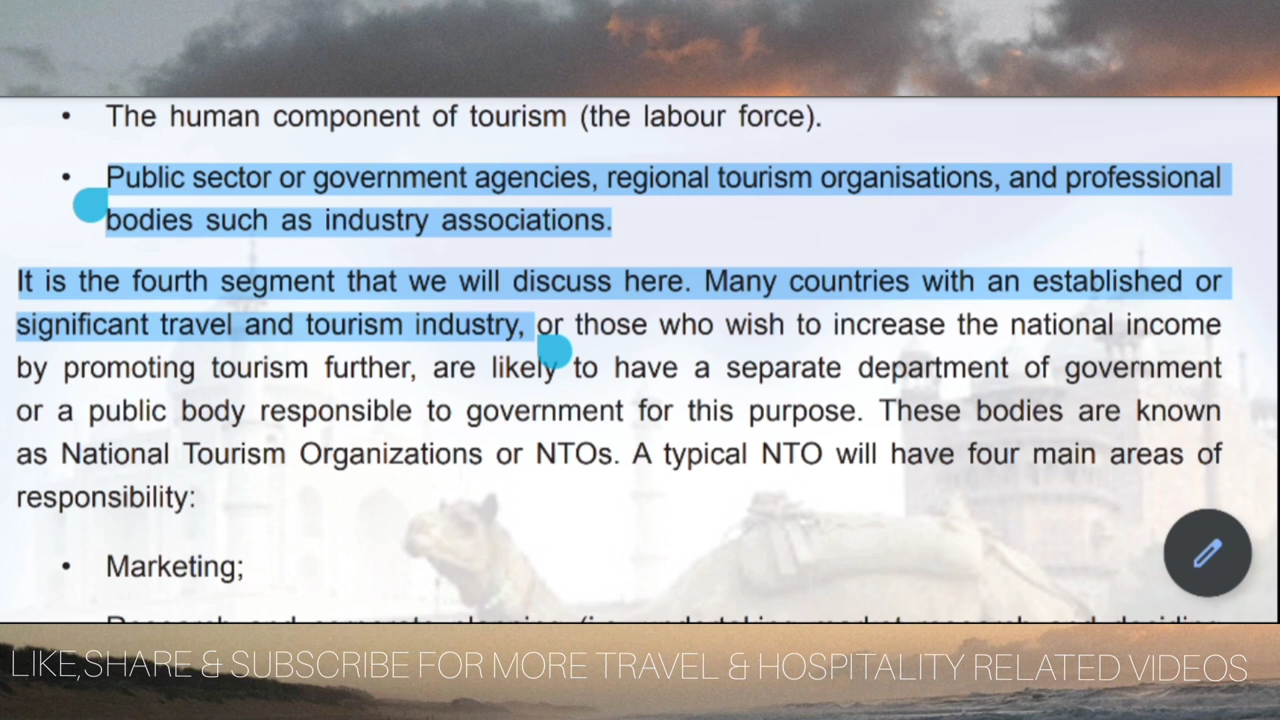 • The human component of tourism (the labour force).
• Public sector or government agencies, regional tourism organisations, and professional
bodies such as industry associations.
It is the fourth segment that we will discuss here. Many countries with an established or
significant travel and tourism industry, or those who wish to increase the national income
by promoting tourism further, are likely to have a separate department of government
or a public body responsible to government for this purpose. These bodies are known
as National Tourism Organizations or NTOs. A typical NTO will have four main areas of
responsibility:
• Marketing;
LIKE,SHARE & SUBSCRIBE FOR MORE TRAVEL & HOSPITALITY RELATED VIDEOS